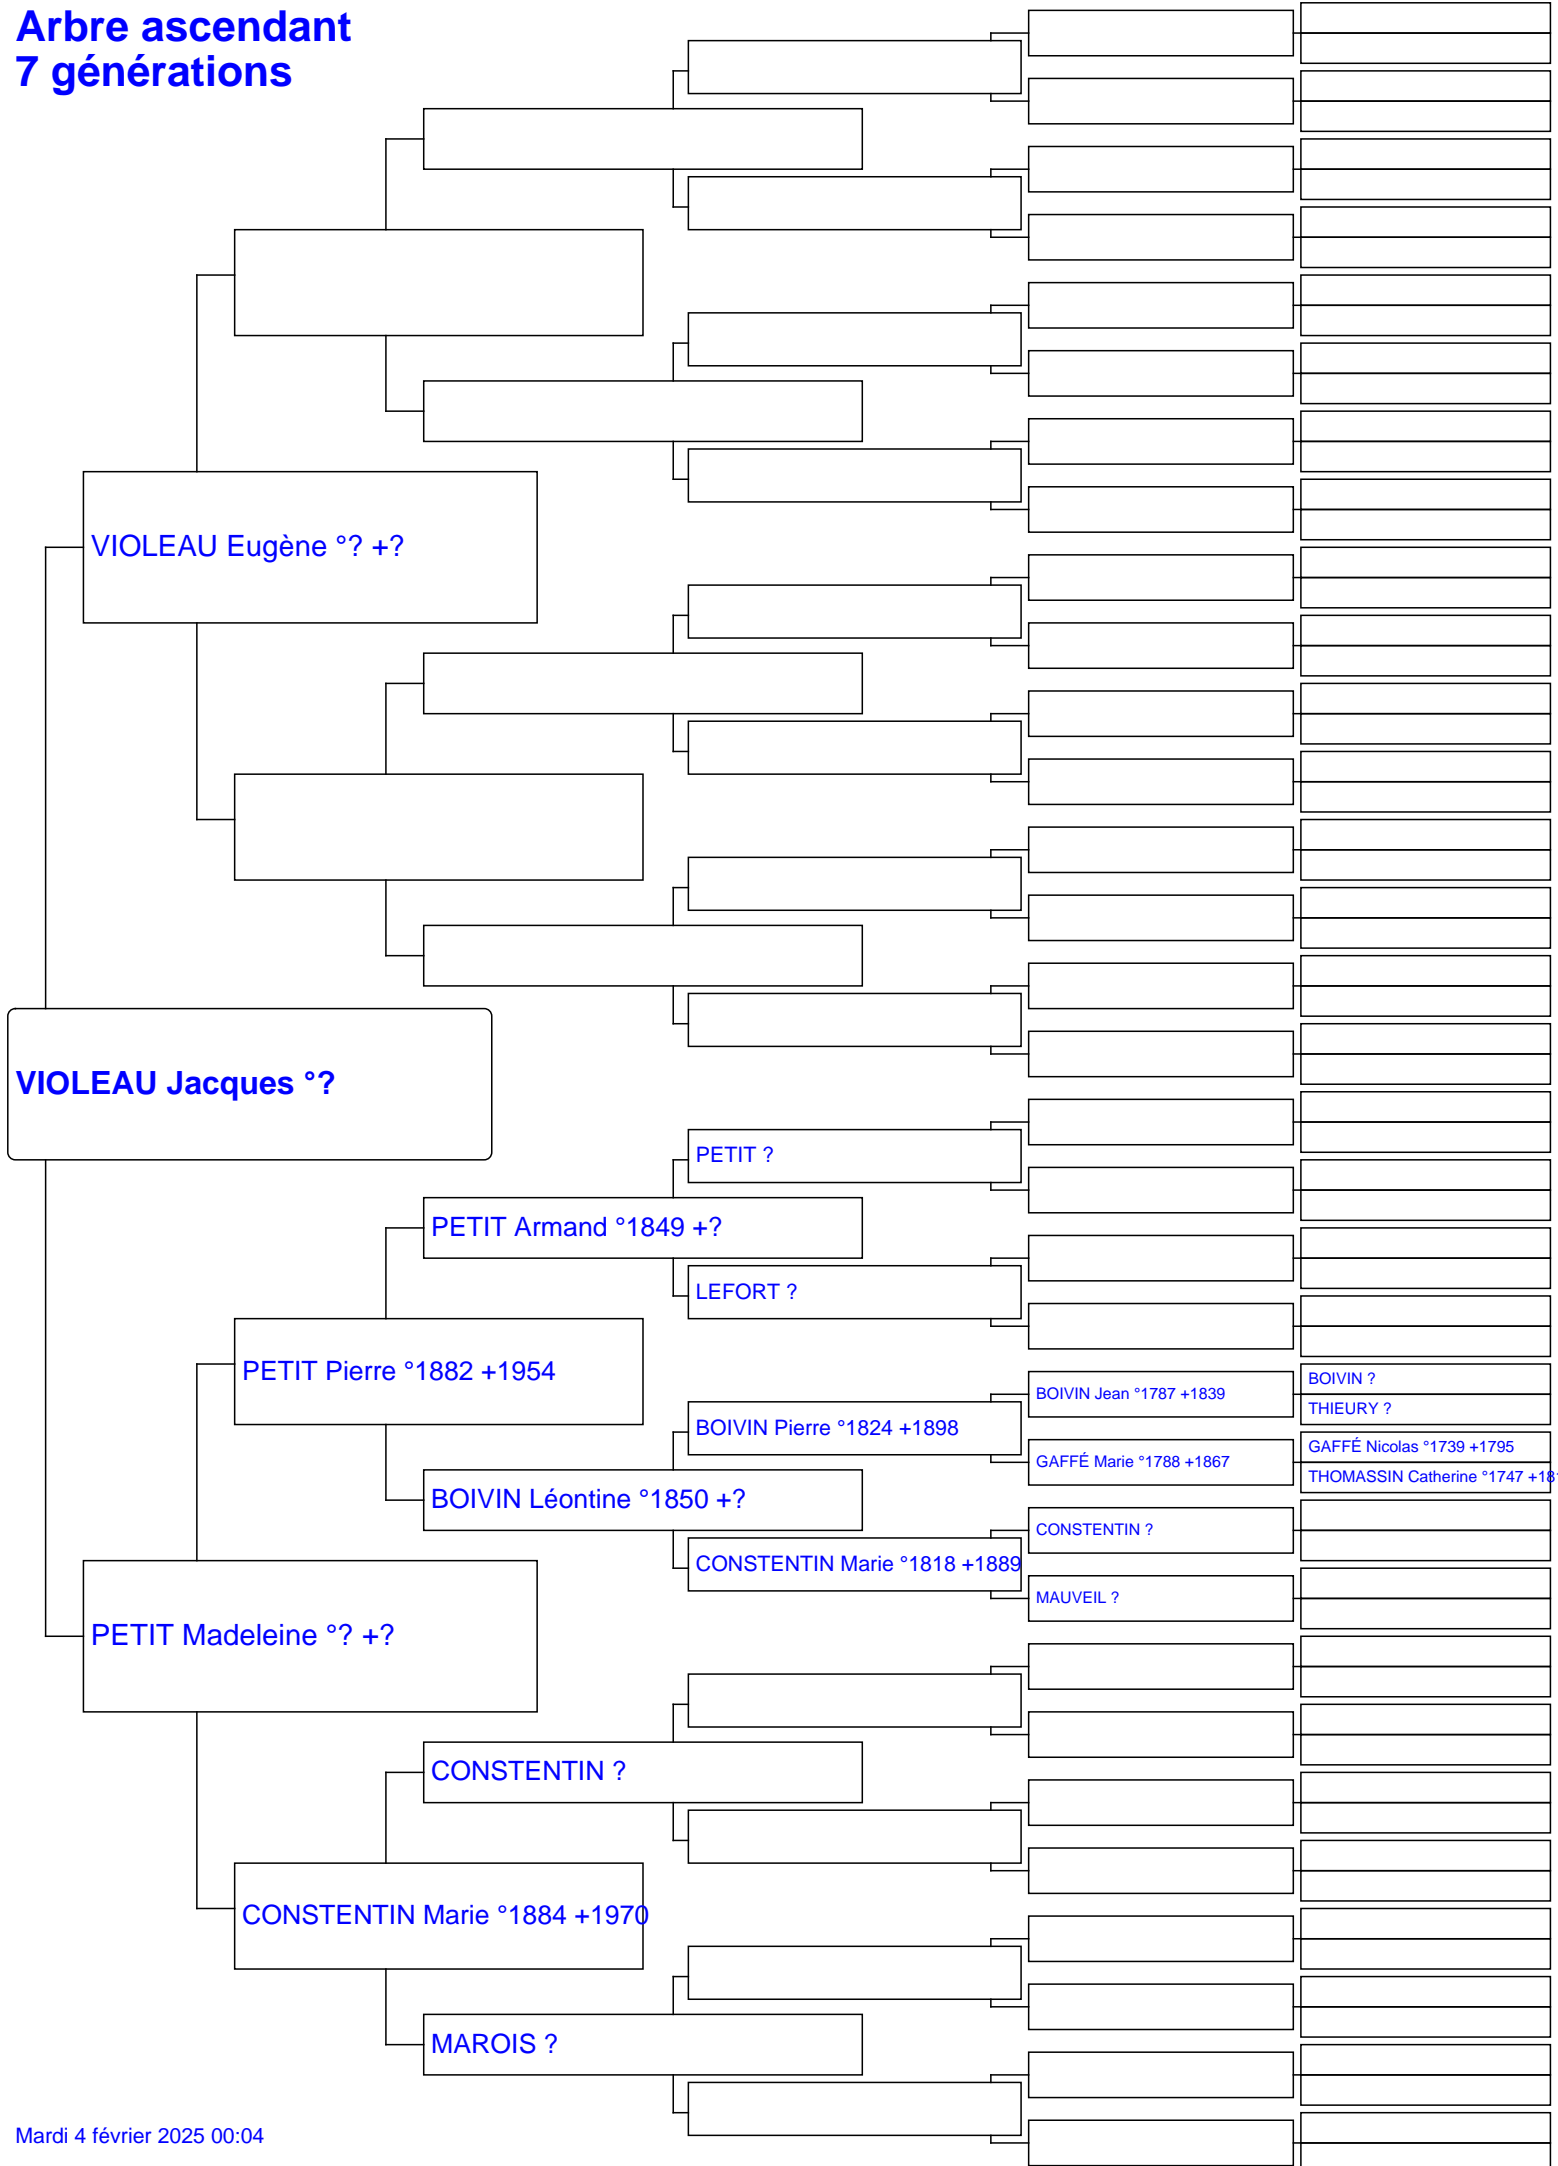 Arbre ascendant
7 générations
VIOLEAU Eugène °? +?
VIOLEAU Jacques °?
PETIT ?
PETIT Armand °1849 +?
LEFORT ?
PETIT Pierre °1882 +1954
BOIVIN ?
BOIVIN Jean °1787 +1839
THIEURY ?
BOIVIN Pierre °1824 +1898
GAFFÉ Nicolas °1739 +1795
GAFFÉ Marie °1788 +1867
THOMASSIN Catherine °1747
BOIVIN Léontine °1850 +?
CONSTENTIN ?
CONSTENTIN Marie °1818 +1889
MAUVEIL ?
PETIT Madeleine °? +?
CONSTENTIN ?
CONSTENTIN Marie °1884 +1970
MAROIS ?
Mardi 4 février 2025 00:04